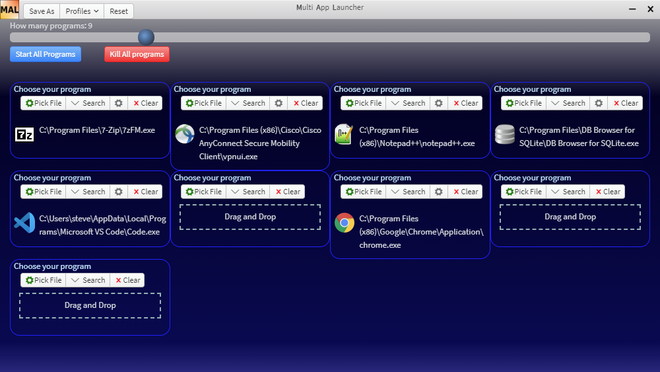 MAL Save As Profiles Reset Multi App Launcher
How many programs: 9
Start All Programs Kill All programs
Choose your program
Pick File Search Clear
7z C:\Program Files\7-Zip\7zFM.exe
Choose your program
Pick File Search Clear
C:\Program Files (x86)\Cisco\Cisco
AnyConnect Secure Mobility
Client\vpnui.exe
Choose your program
Pick File Search Clear
C:\Program Files
(x86)\Notepad++\notepad++.exe
Choose your program
Pick File Search Clear
C:\Program Files\DB Browser for
SQLite\DB Browser for SQLite.exe
Choose your program
Pick File Search Clear
C:\Users\steve\AppData\Local\Prog
rams\Microsoft VS Code\Code.exe
Choose your program
Pick File Search Clear
Drag and Drop
Choose your program
Pick File Search Clear
C:\Program Files
(x86)\Google\Chrome\Application\
chrome.exe
Choose your program
Pick File Search Clear
Drag and Drop
Choose your program
Pick File Search Clear
Drag and Drop